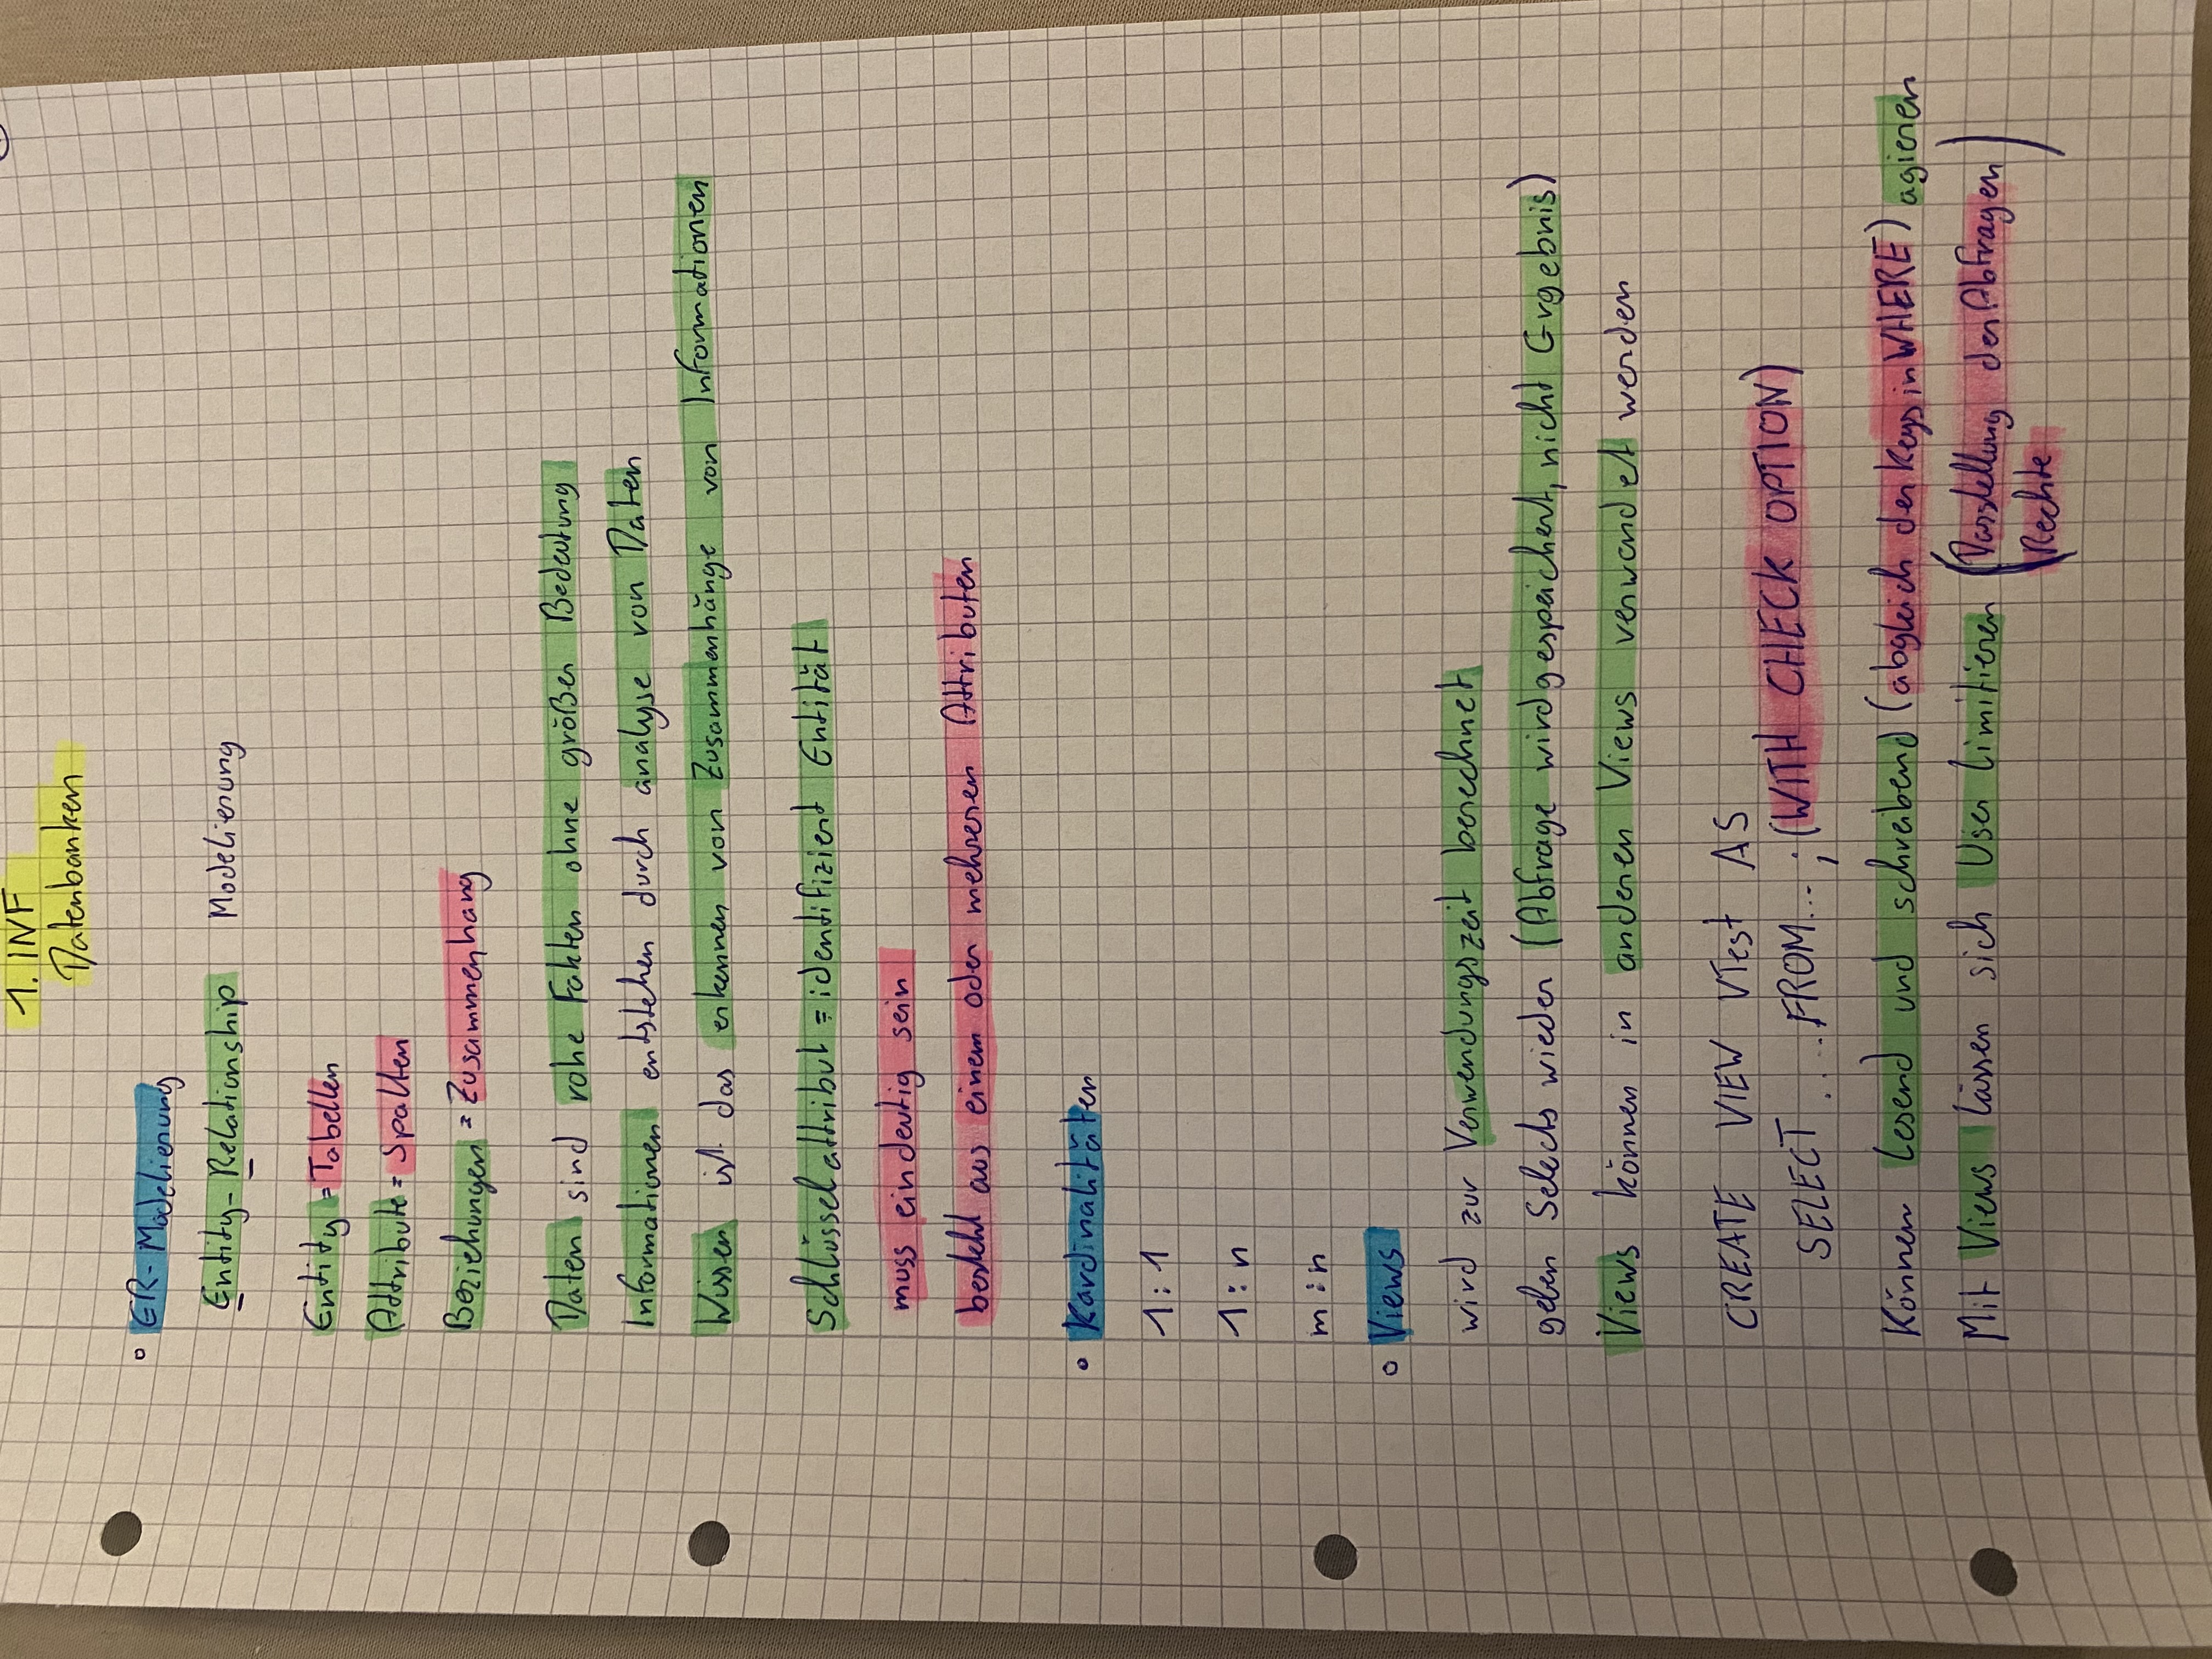 1. INF
Datenbanken
ER-Modelierung
Entity-Relationship Modelierung
Entity = Tabellen
Attribute = Spalten
Beziehungen = Zusammenhang
Daten sind rohe Fakten ohne größer Bedeutung
Informationen entstehen durch analyse von Daten
Wissen ist das erkennen von Zusammenhänge von Informationen
Schlüsselattribut = identifiziert Entität
muss eindeutig sein
besteht aus einem oder mehreren Attributen
Kardinalitäten
1:1
1:n
m:n
Views
wird zur Verwendungszeit berechnet
geben Selects wieder (Abfrage wird gespeichert, nicht Ergebnis)
Views können in anderen Views verwendet werden
CREATE VIEW VTest AS
SELECT .... FROM... ; (WITH CHECK OPTION)
Können lesend und schreibend (abgleich der Keys in WHERE) agieren
Mit Views lassen sich User limitieren (Darstellung der Abfragen
Rechte)